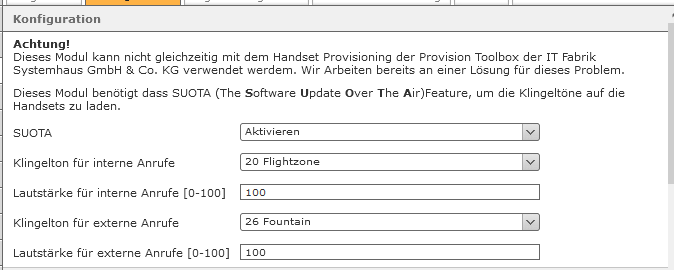 Konfiguration
Achtung!
Dieses Modul kann nicht gleichzeitig mit dem Handset Provisioning der Provision Toolbox der IT Fabrik
Systemhaus GmbH & Co. KG verwendet werdem. Wir Arbeiten bereits an einer Lösung für dieses Problem.
Dieses Modul benötigt dass SUOTA (The Software Update Over The Air)Feature, um die Klingeltöne auf die
Handsets zu laden.
SUOTA Aktivieren
Klingelton für interne Anrufe 20 Flightzone
Lautstärke für interne Anrufe [0-100] 100
Klingelton für externe Anrufe 26 Fountain
Lautstärke für externe Anrufe [0-100] 100